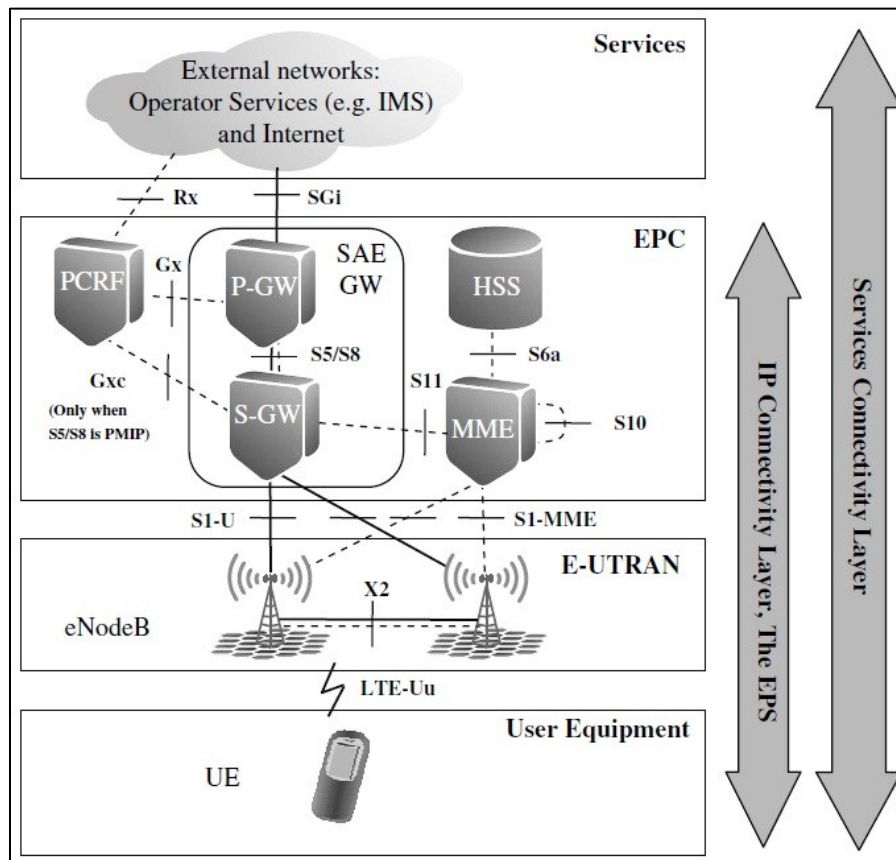 Services
External networks:
Operator Services (e.g. IMS)
and Internet
Rx
SGi
EPC
PCRF
Gx
P-GW
SAE
GW
HSS
S5/S8
S6a
Gxc
(Only when
S5/S8 is PMIP)
S-GW
S11
MME
S10
S1-U
S1-MME
E-UTRAN
X2
eNodeB
LTE-Uu
User Equipment
UE
IP Connectivity Layer, The EPS
Services Connectivity Layer